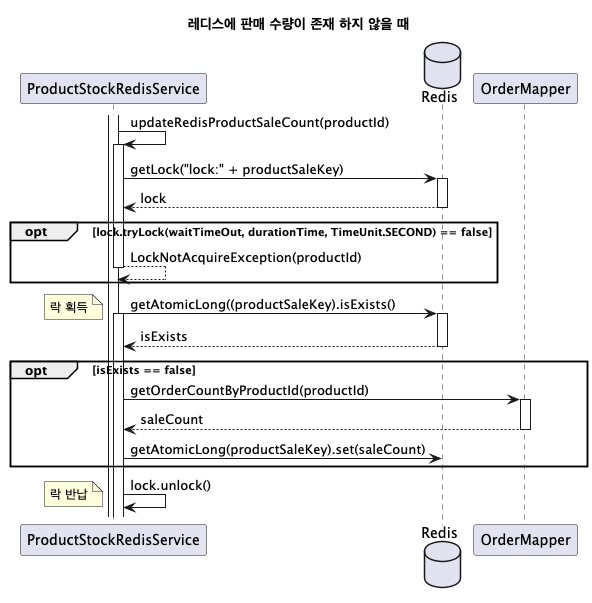 레디스에 판매 수량이 존재 하지 않을 때
ProductStockRedisService
Redis
OrderMapper
updateRedisProductSaleCount(productId)
getLock("lock:" + productSaleKey)
lock
opt
[lock.tryLock(waitTimeOut, durationTime, TimeUnit.SECOND) == false]
LockNotAcquireException(productId)
락 획득
getAtomicLong((productSaleKey).isExists()
isExists
opt
[isExists == false]
getOrderCountByProductId(productId)
saleCount
getAtomicLong(productSaleKey).set(saleCount)
락 반납
lock.unlock()
ProductStockRedisService
Redis
OrderMapper